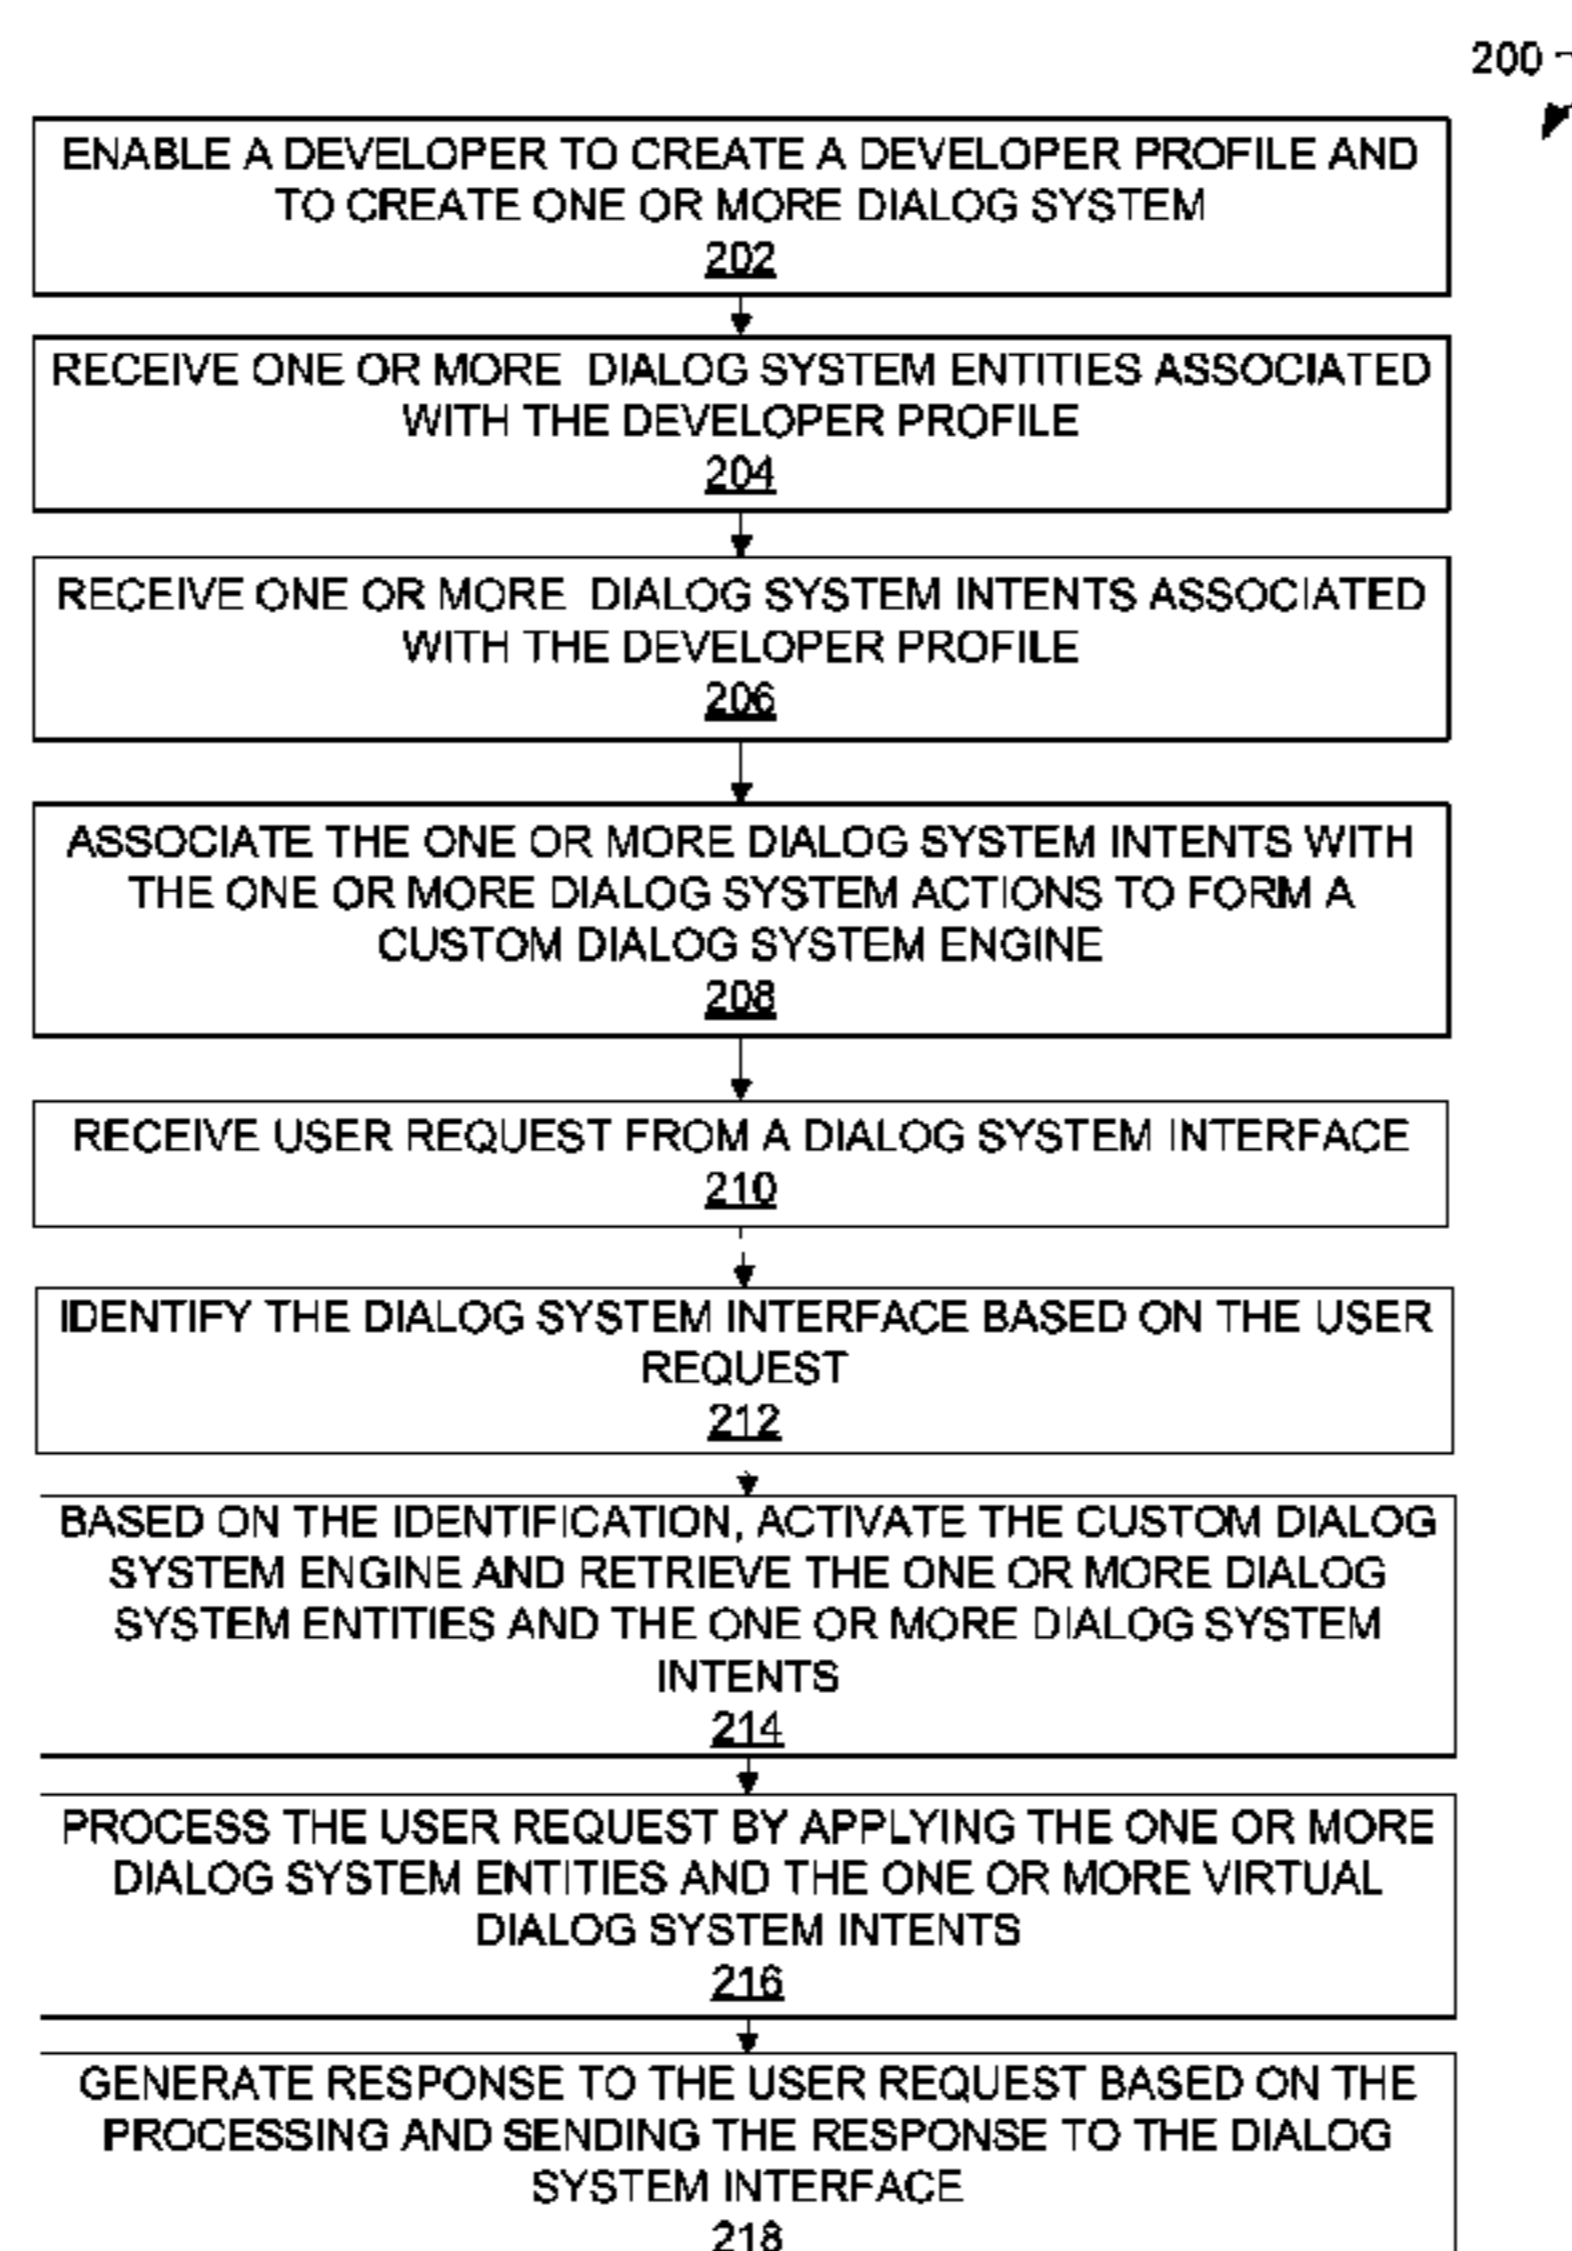 200
ENABLE A DEVELOPER TO CREATE A DEVELOPER PROFILE AND
TO CREATE ONE OR MORE DIALOG SYSTEM
202
RECEIVE ONE OR MORE DIALOG SYSTEM ENTITIES ASSOCIATED
WITH THE DEVELOPER PROFILE
204
RECEIVE ONE OR MORE DIALOG SYSTEM INTENTS ASSOCIATED
WITH THE DEVELOPER PROFILE
206
ASSOCIATE THE ONE OR MORE DIALOG SYSTEM INTENTS WITH
THE ONE OR MORE DIALOG SYSTEM ACTIONS TO FORM A
CUSTOM DIALOG SYSTEM ENGINE
208
RECEIVE USER REQUEST FROM A DIALOG SYSTEM INTERFACE
210
IDENTIFY THE DIALOG SYSTEM INTERFACE BASED ON THE USER
REQUEST
212
BASED ON THE IDENTIFICATION, ACTIVATE THE CUSTOM DIALOG
SYSTEM ENGINE AND RETRIEVE THE ONE OR MORE DIALOG
SYSTEM ENTITIES AND THE ONE OR MORE DIALOG SYSTEM
INTENTS
214
PROCESS THE USER REQUEST BY APPLYING THE ONE OR MORE
DIALOG SYSTEM ENTITIES AND THE ONE OR MORE VIRTUAL
DIALOG SYSTEM INTENTS
216
GENERATE RESPONSE TO THE USER REQUEST BASED ON THE
PROCESSING AND SENDING THE RESPONSE TO THE DIALOG
SYSTEM INTERFACE
218